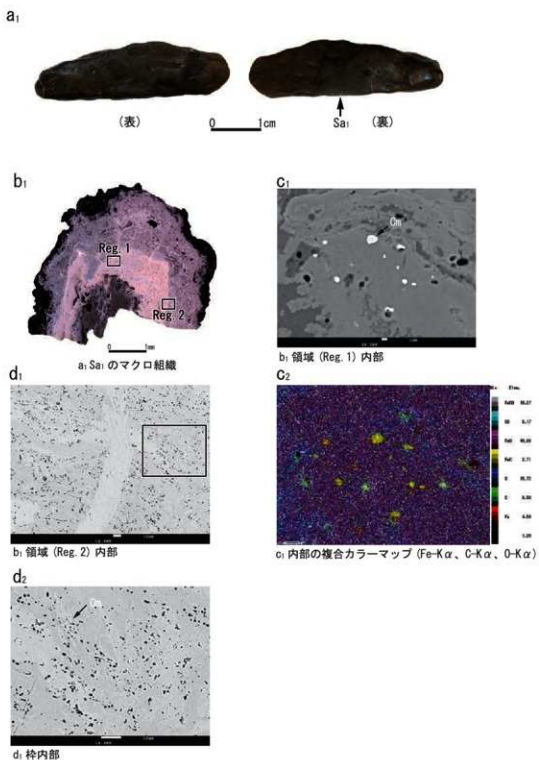 a₁
(表)
0 1cm
Sa₁
(裏)
b₁
Reg. 1
Reg. 2
0 1mm
a₁ Sa₁ のマクロ組織
c₁
Cm
b₁ 領域 (Reg. 1) 内部
d₁
b₁ 領域 (Reg. 2) 内部
c₂
c₁ 内部の複合カラーマップ (Fe-Kα、C-Kα、O-Kα)
d₂
Cm
d₁ 枠内部